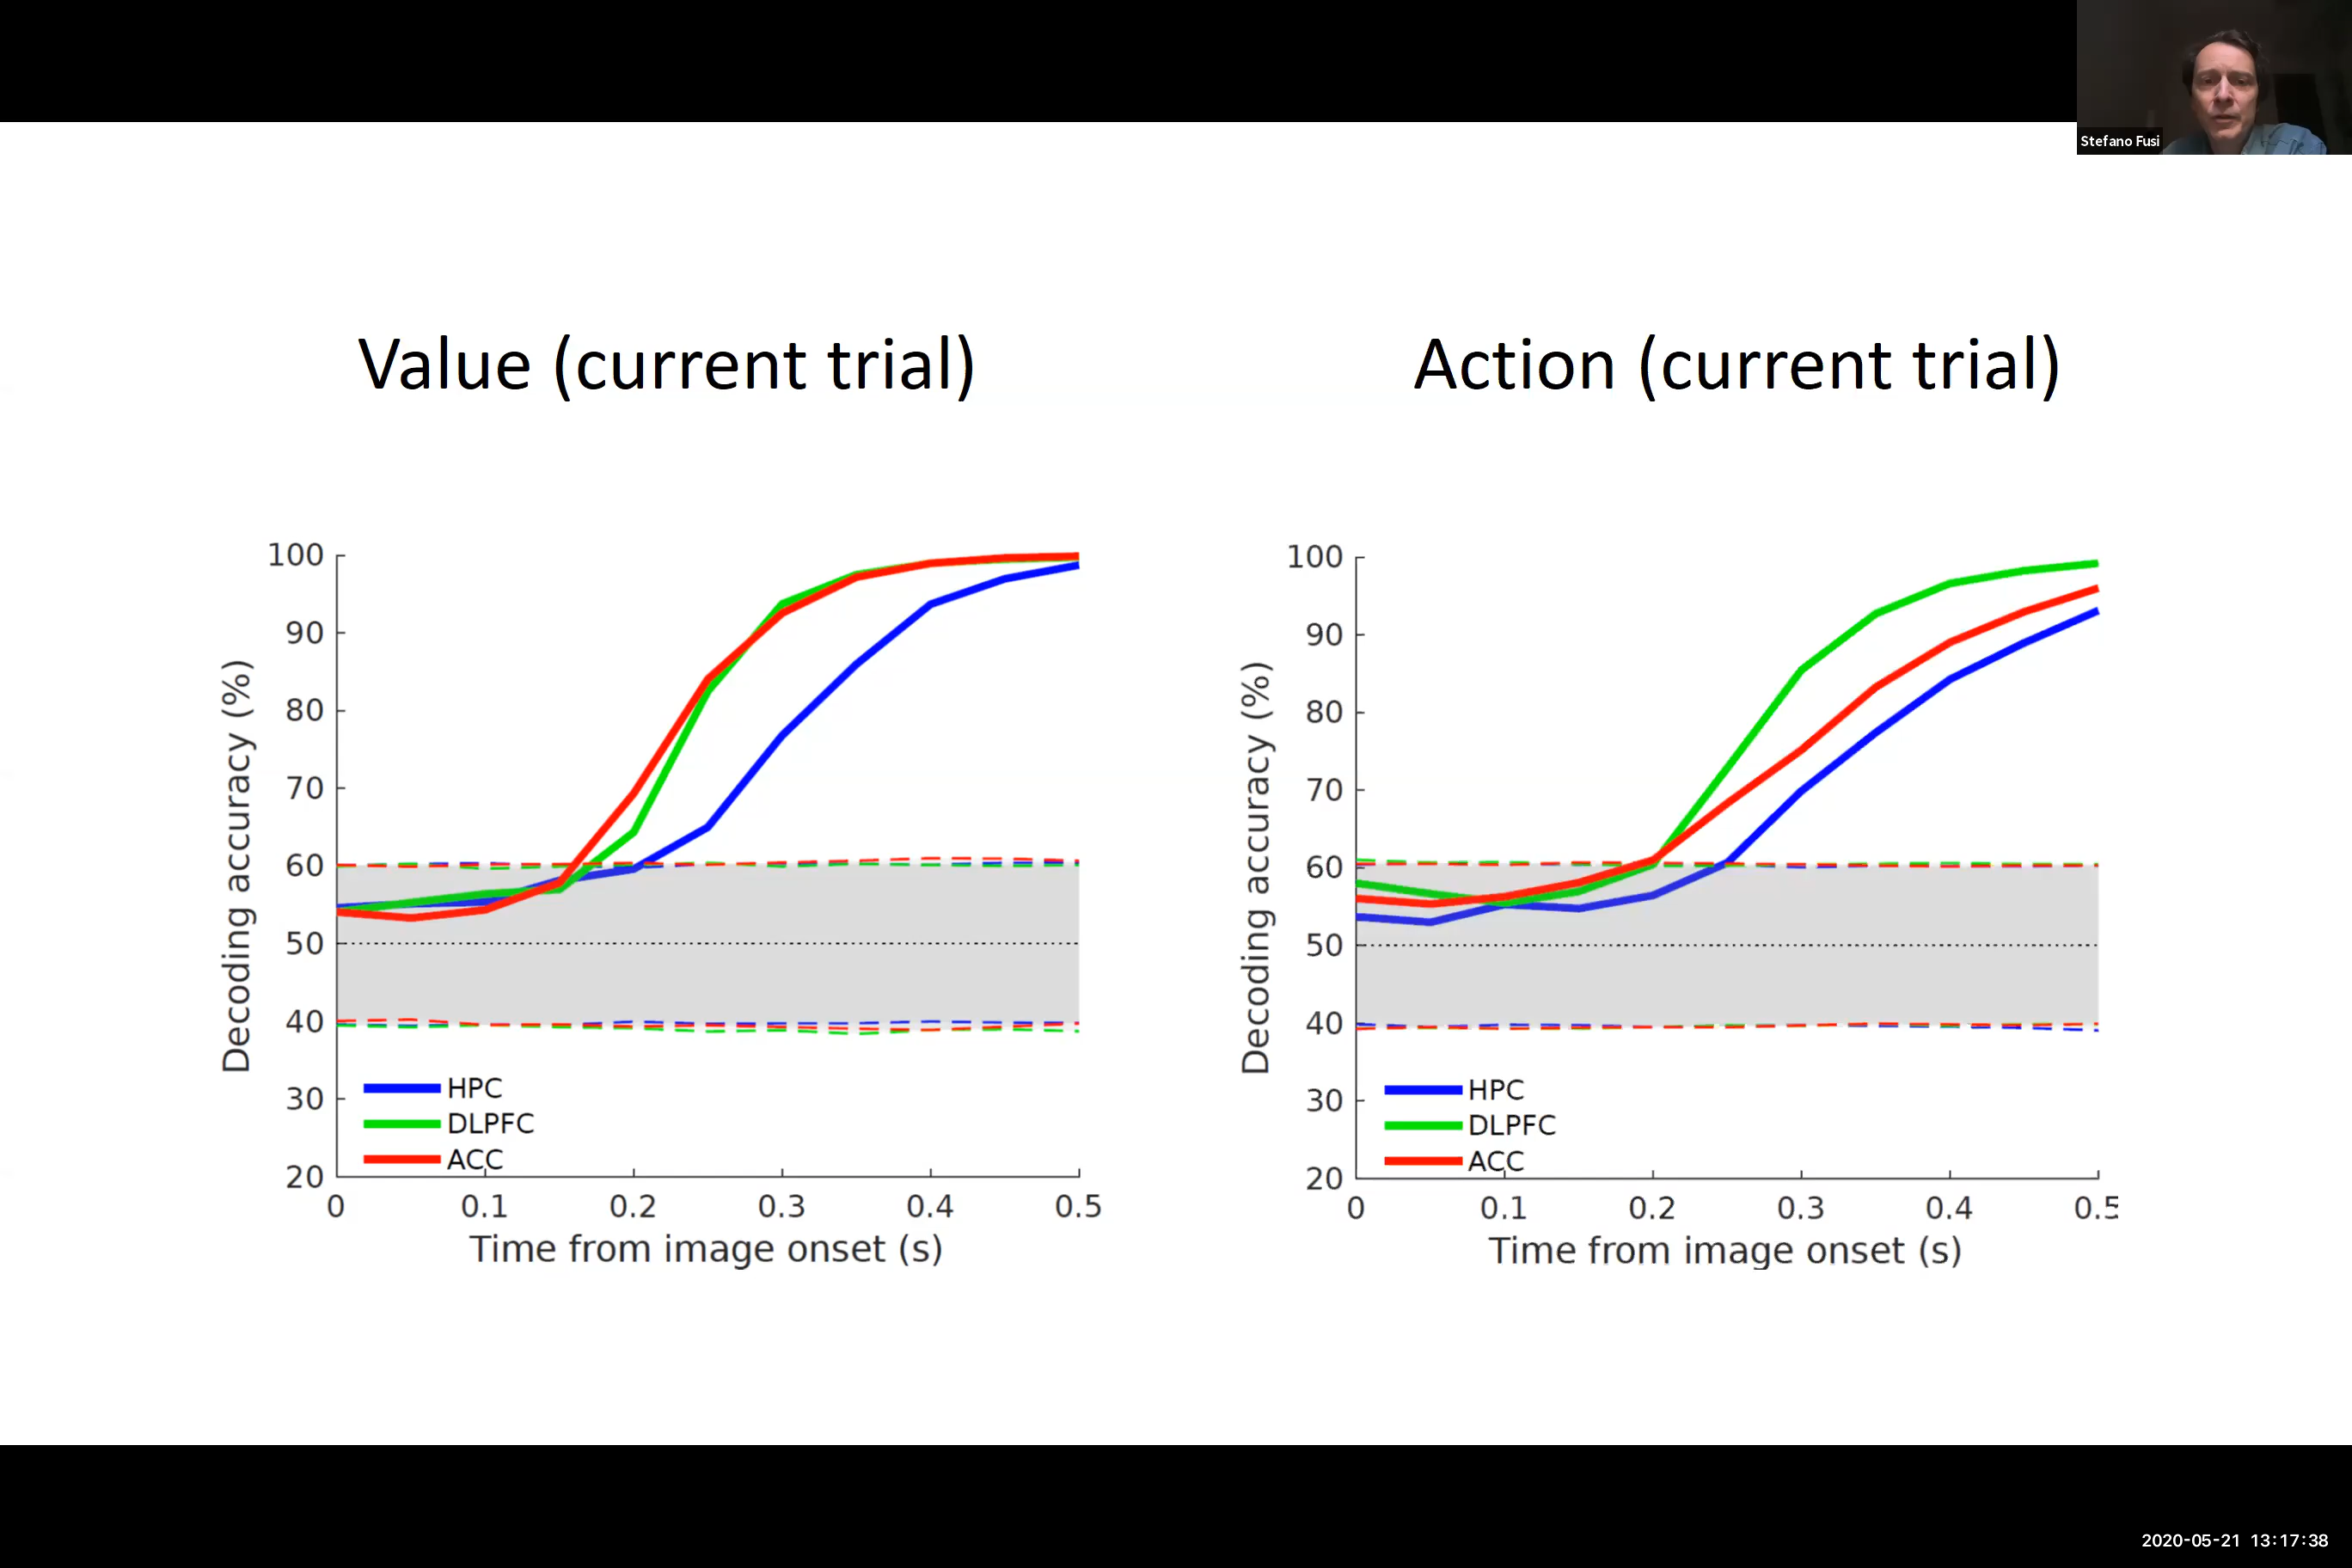 Stefano Fusi
Value (current trial)
Action (current trial)
100
90
80
70
60
50
40
30
20
Decoding accuracy (%)
HPC
DLPFC
ACC
0 0.1 0.2 0.3 0.4 0.5
Time from image onset (s)
100
90
80
70
60
50
40
30
20
Decoding accuracy (%)
HPC
DLPFC
ACC
0 0.1 0.2 0.3 0.4 0.5
Time from image onset (s)
2020-05-21 13:17:38